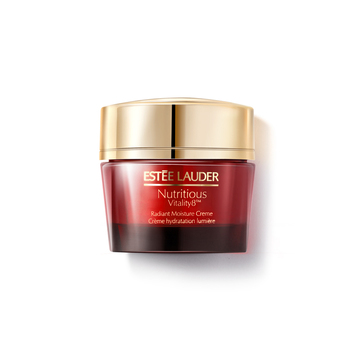 ESTĒE LAUDER
Nutritious
Vitality8™
Radiant Moisture Creme
Crème hydratation lumière